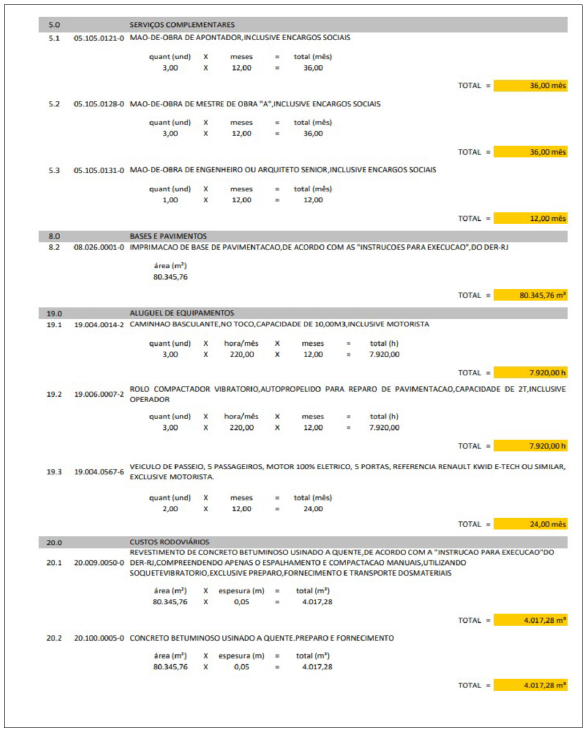 5.0 SERVIÇOS COMPLEMENTARES
5.1 05.105.0121-0 MAO-DE-OBRA DE APONTADOR,INCLUSIVE ENCARGOS SOCIAIS
quant (und) X meses = total (mês)
3,00 X 12,00 = 36,00
TOTAL = 36,00 mês
5.2 05.105.0128-0 MAO-DE-OBRA DE MESTRE DE OBRA "A",INCLUSIVE ENCARGOS SOCIAIS
quant (und) X meses = total (mês)
3,00 X 12,00 = 36,00
TOTAL = 36,00 mês
5.3 05.105.0131-0 MAO-DE-OBRA DE ENGENHEIRO OU ARQUITETO SENIOR,INCLUSIVE ENCARGOS SOCIAIS
quant (und) X meses = total (mês)
1,00 X 12,00 = 12,00
TOTAL = 12,00 mês
8.0 BASES E PAVIMENTOS
8.2 08.026.0001-0 IMPRIMACAO DE BASE DE PAVIMENTACAO,DE ACORDO COM AS "INSTRUCOES PARA EXECUCAO",DO DER-RJ
área (m²)
80.345,76
TOTAL = 80.345,76 m²
19.0 ALUGUEL DE EQUIPAMENTOS
19.1 19.004.0014-2 CAMINHAO BASCULANTE,NO TOCO,CAPACIDADE DE 10,00M3,INCLUSIVE MOTORISTA
quant (und) X hora/mês X meses = total (h)
3,00 X 220,00 X 12,00 = 7.920,00
TOTAL = 7.920,00 h
19.2 19.006.0007-2 ROLO COMPACTADOR VIBRATORIO,AUTOPROPELIDO PARA REPARO DE PAVIMENTACAO,CAPACIDADE DE 2T,INCLUSIVE
OPERADOR
quant (und) X hora/mês X meses = total (h)
3,00 X 220,00 X 12,00 = 7.920,00
TOTAL = 7.920,00 h
19.3 19.004.0567-6 VEICULO DE PASSEIO, 5 PASSAGEIROS, MOTOR 100% ELETRICO, 5 PORTAS, REFERENCIA RENAULT KWID E-TECH OU SIMILAR,
EXCLUSIVE MOTORISTA.
quant (und) X meses = total (mês)
2,00 X 12,00 = 24,00
TOTAL = 24,00 mês
20.0 CUSTOS RODOVIÁRIOS
REVESTIMENTO DE CONCRETO BETUMINOSO USINADO A QUENTE,DE ACORDO COM A "INSTRUCAO PARA EXECUCAO"DO
20.1 20.009.0050-0 DER-RJ,COMPREENDENDO APENAS O ESPALHAMENTO E COMPACTACAO MANUAIS,UTILIZANDO
SOQUETEVIBRATORIO,EXCLUSIVE PREPARO,FORNECIMENTO E TRANSPORTE DOSMATERIAIS
área (m²) X espesura (m) = total (m³)
80.345,76 X 0,05 = 4.017,28
TOTAL = 4.017,28 m³
20.2 20.100.0005-0 CONCRETO BETUMINOSO USINADO A QUENTE.PREPARO E FORNECIMENTO
área (m²) X espesura (m) = total (m³)
80.345,76 X 0,05 = 4.017,28
TOTAL = 4.017,28 m³